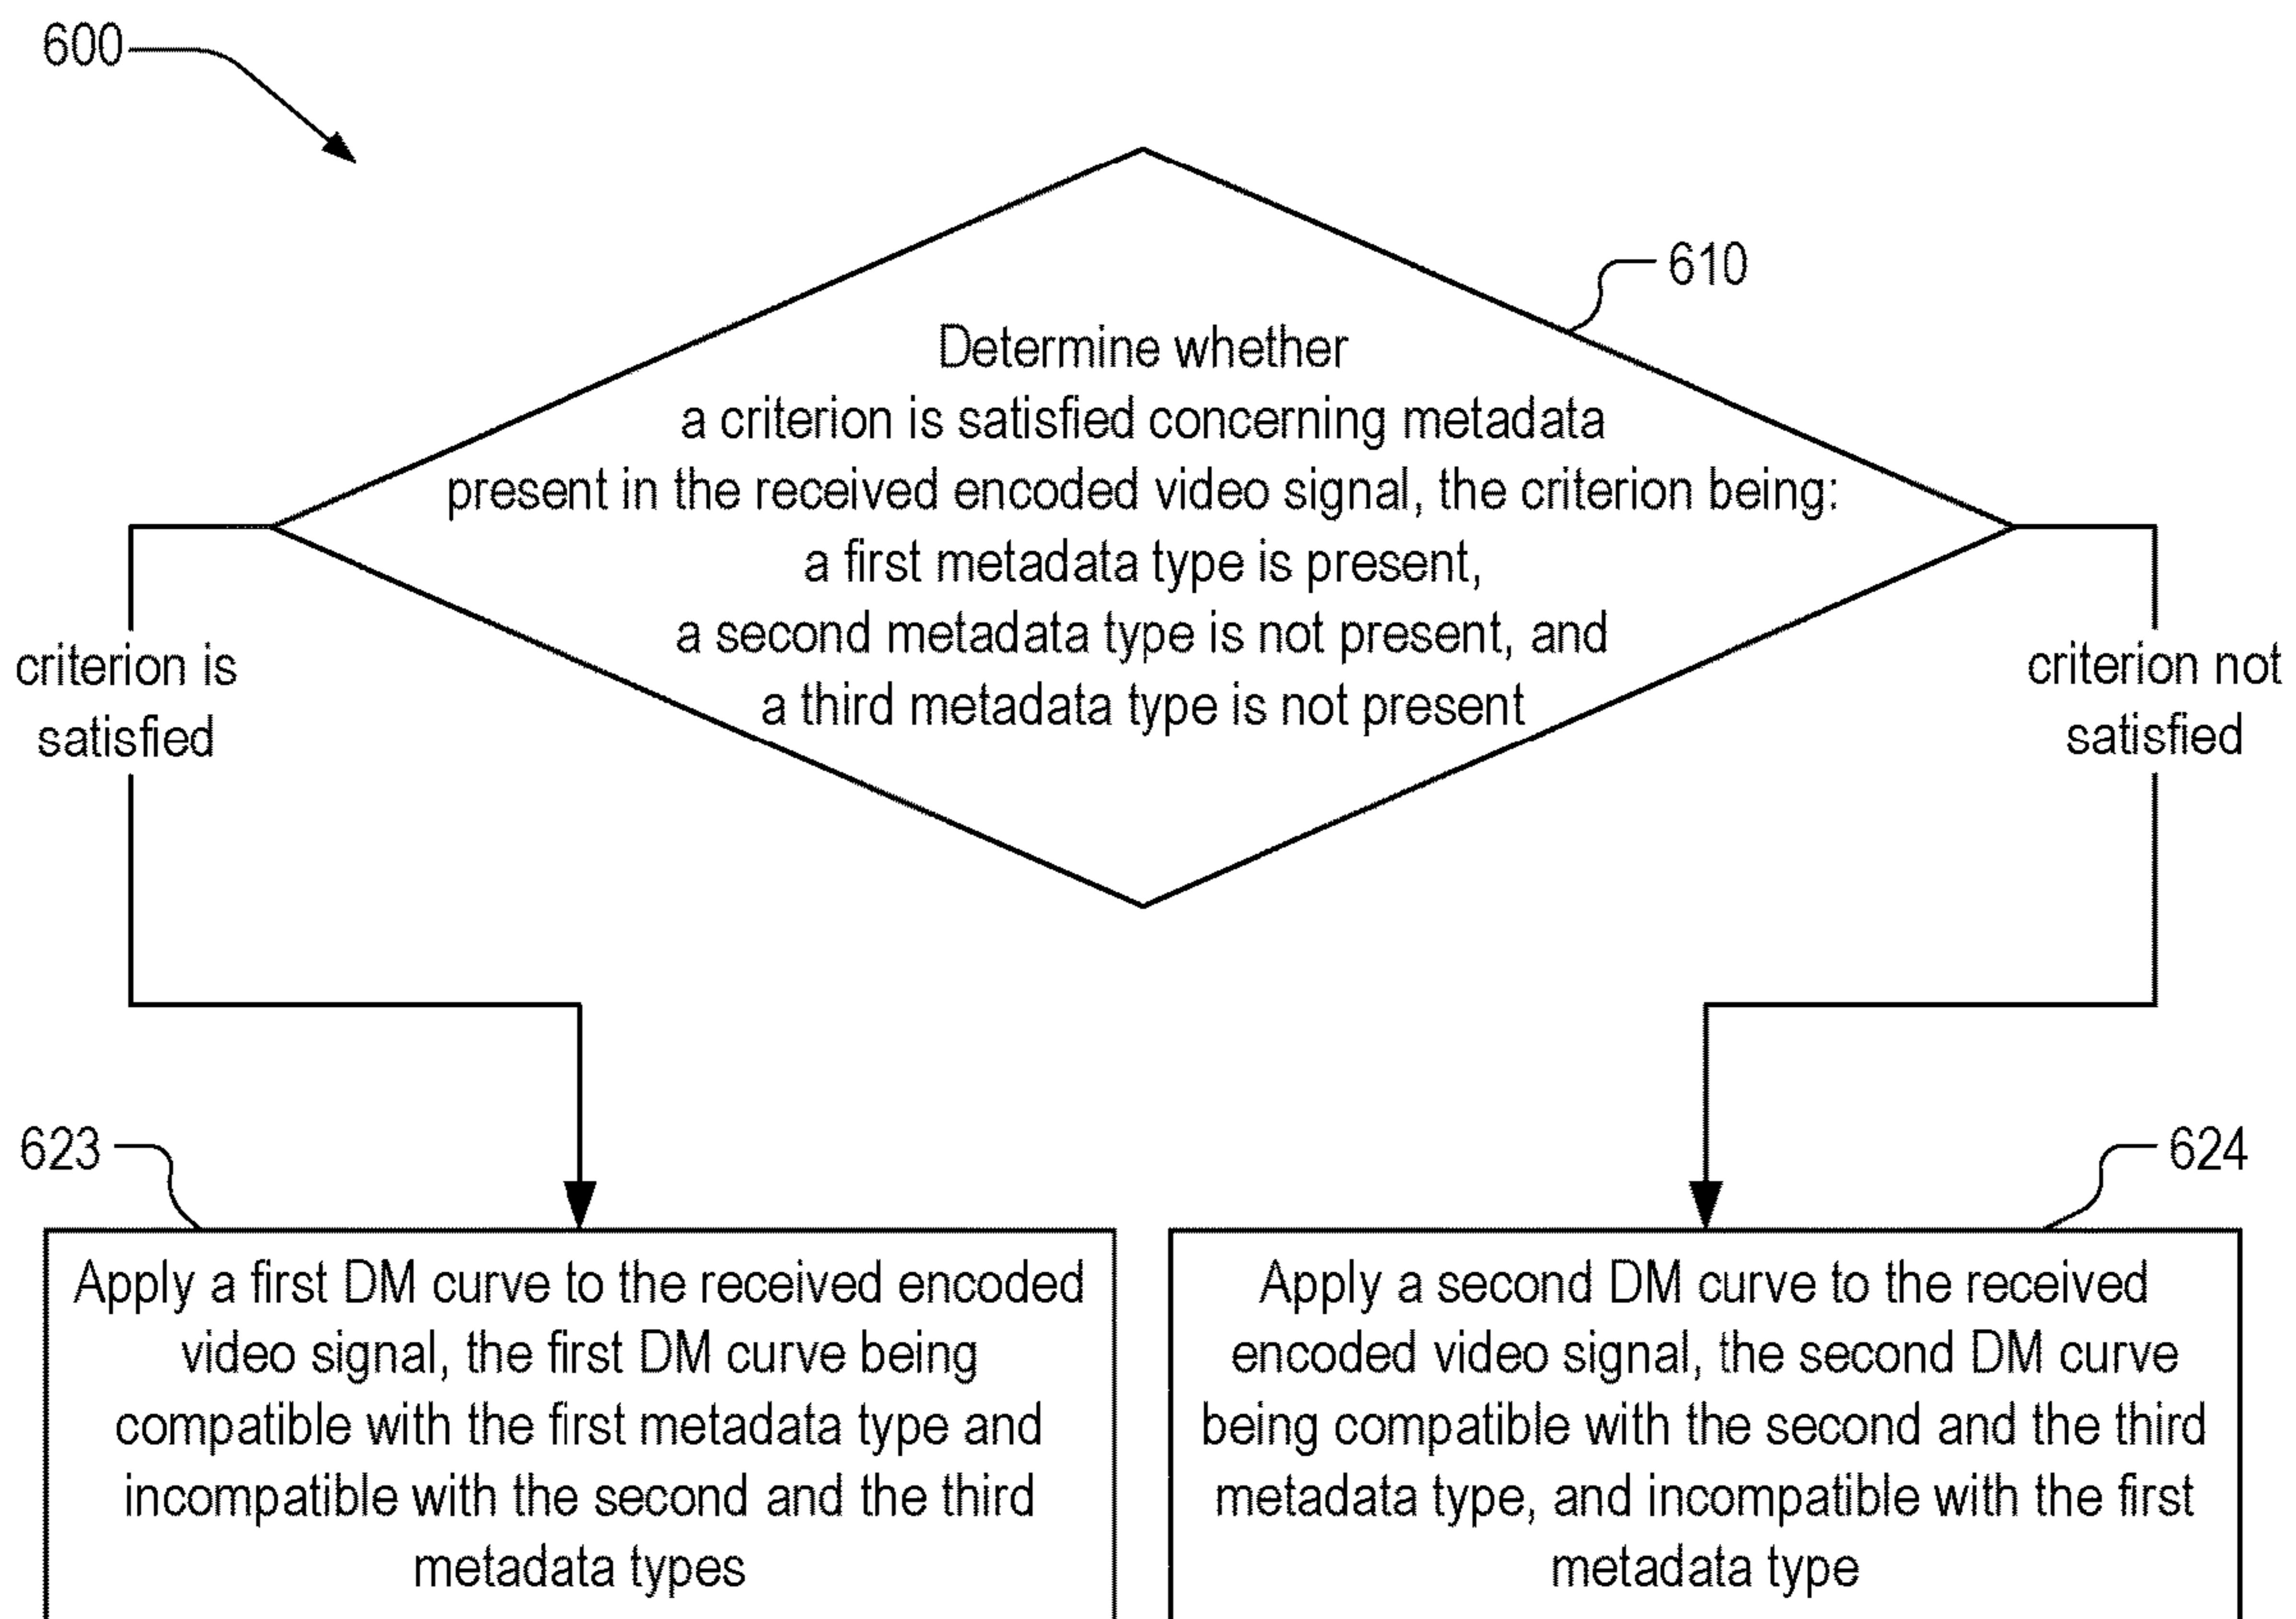 600
610
Determine whether
a criterion is satisfied concerning metadata
present in the received encoded video signal, the criterion being:
a first metadata type is present,
a second metadata type is not present, and
a third metadata type is not present
criterion is
satisfied
criterion not
satisfied
623
624
Apply a first DM curve to the received encoded
video signal, the first DM curve being
compatible with the first metadata type and
incompatible with the second and the third
metadata types
Apply a second DM curve to the received
encoded video signal, the second DM curve
being compatible with the second and the third
metadata type, and incompatible with the first
metadata type